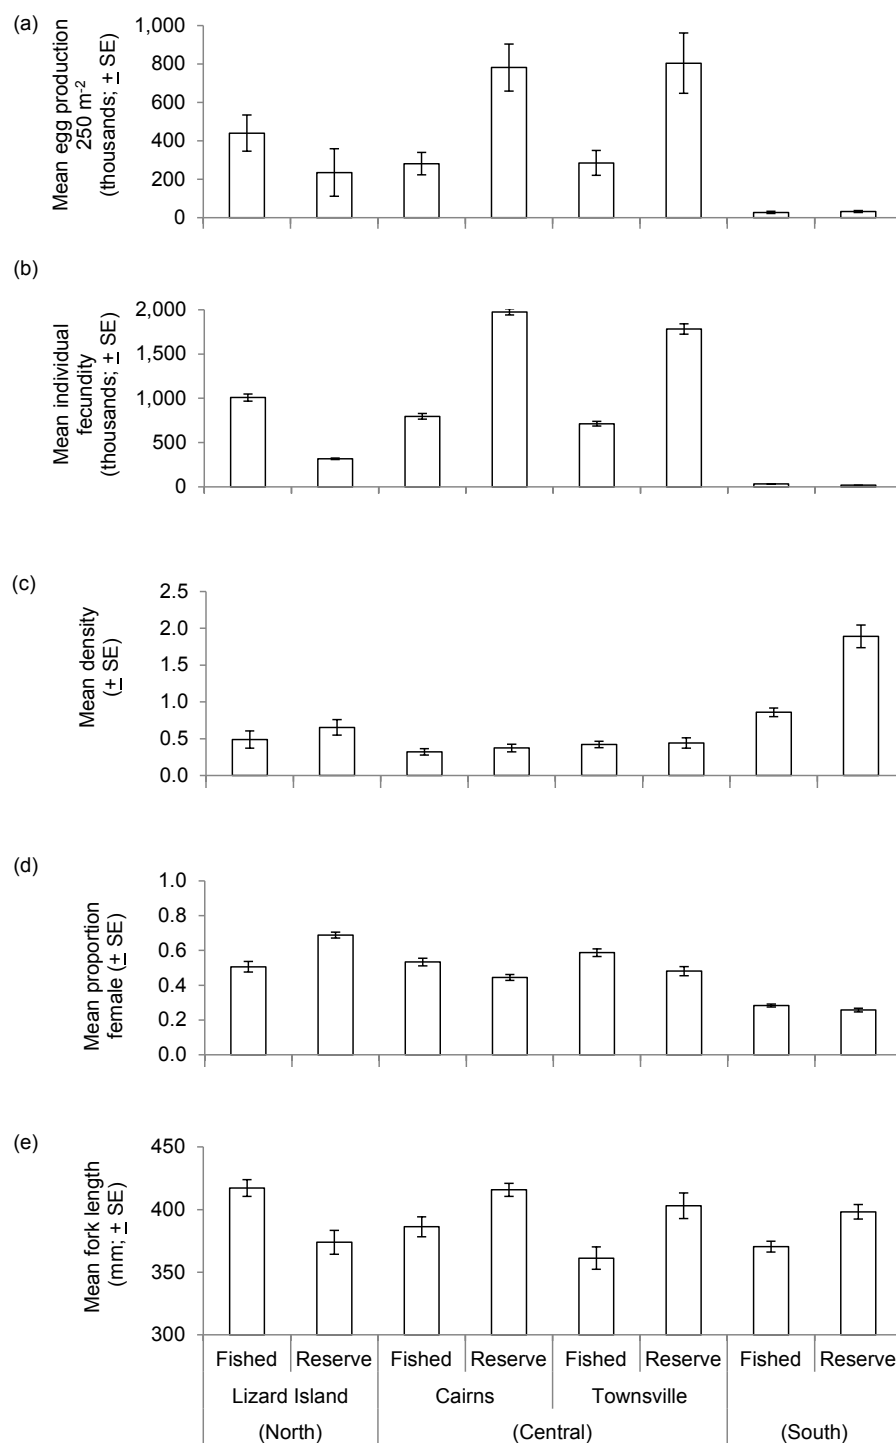 (a)
Mean egg production
250 m-2
(thousands; ± SE)
1,000
800
600
400
200
0
(b)
Mean individual
fecundity
(thousands; ± SE)
2,000
1,500
1,000
500
0
(c)
Mean density
(± SE)
2.5
2.0
1.5
1.0
0.5
0.0
(d)
Mean proportion
female (± SE)
1.0
0.8
0.6
0.4
0.2
0.0
(e)
Mean fork length
(mm; ± SE)
450
400
350
300
Fished Reserve Fished Reserve Fished Reserve Fished Reserve
Lizard Island Cairns Townsville
(North) (Central) (South)